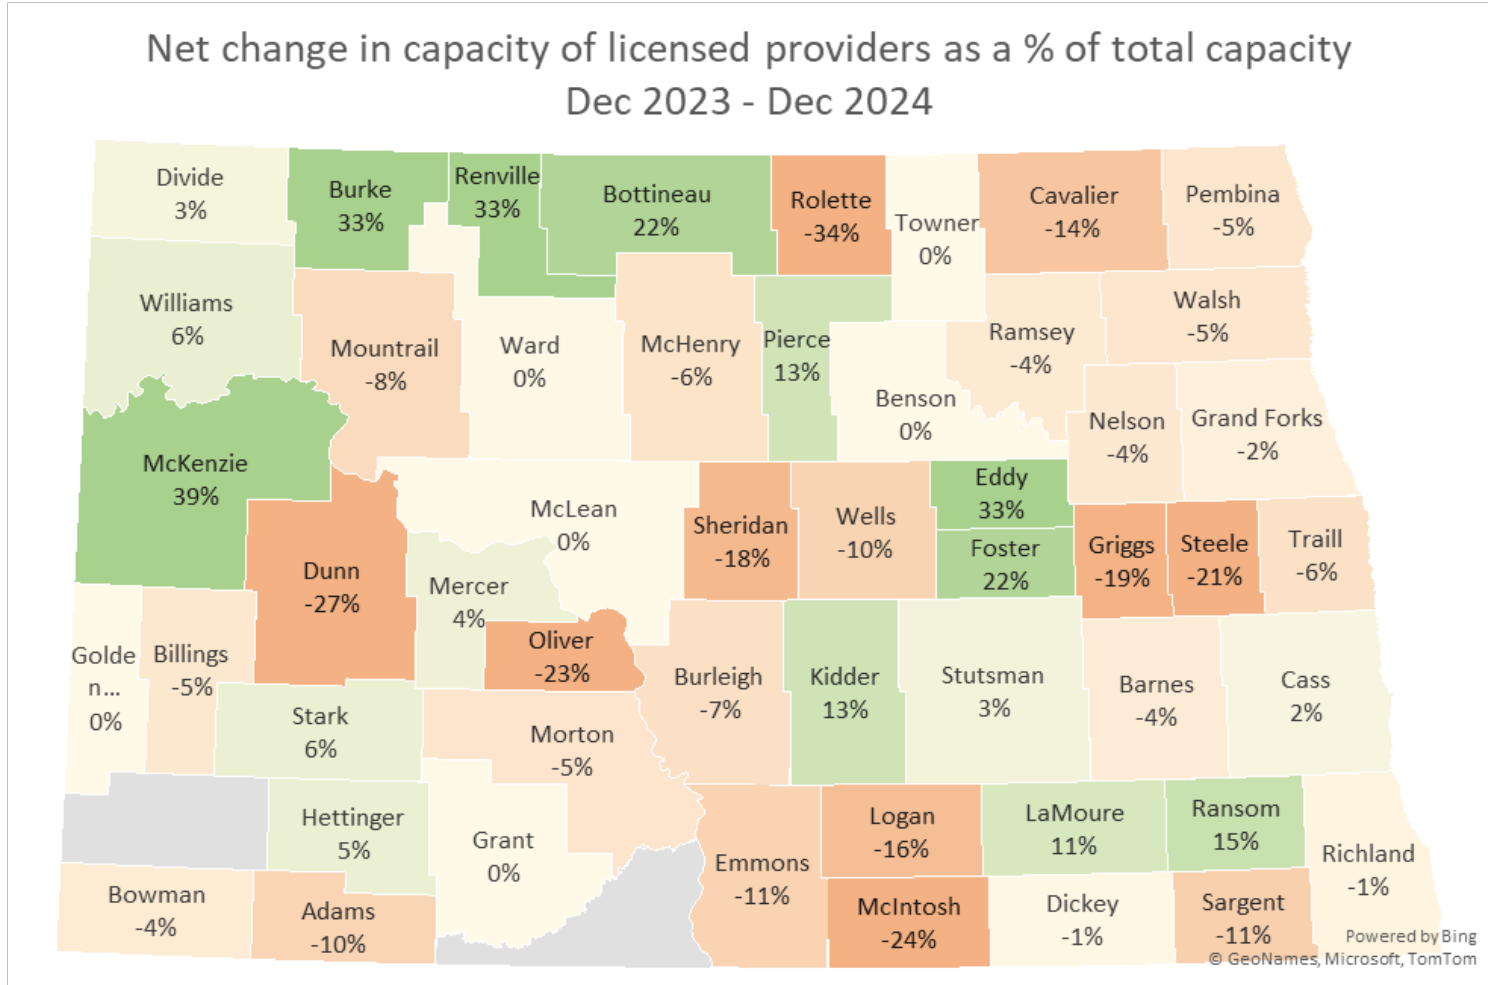 Net change in capacity of licensed providers as a % of total capacity
Dec 2023 - Dec 2024
Divide
3%
Burke
33%
Renville
33%
Bottineau
22%
Rolette
-34%
Towner
0%
Cavalier
-14%
Pembina
-5%
Williams
6%
Mountrail
-8%
Ward
0%
McHenry
-6%
Pierce
13%
Benson
0%
Ramsey
-4%
Walsh
-5%
Nelson
-4%
Grand Forks
-2%
McKenzie
39%
Dunn
-27%
McLean
0%
Mercer
4%
Oliver
-23%
Sheridan
-18%
Wells
-10%
Eddy
33%
Foster
22%
Griggs
-19%
Steele
-21%
Traill
-6%
Golde
n...
0%
Billings
-5%
Stark
6%
Morton
-5%
Burleigh
-7%
Kidder
13%
Stutsman
3%
Barnes
-4%
Cass
2%
Hettinger
5%
Grant
0%
Bowman
-4%
Adams
-10%
Emmons
-11%
Logan
-16%
McIntosh
-24%
LaMoure
11%
Dickey
-1%
Ransom
15%
Sargent
-11%
Richland
-1%
Powered by Bing
© GeoNames, Microsoft, TomTom